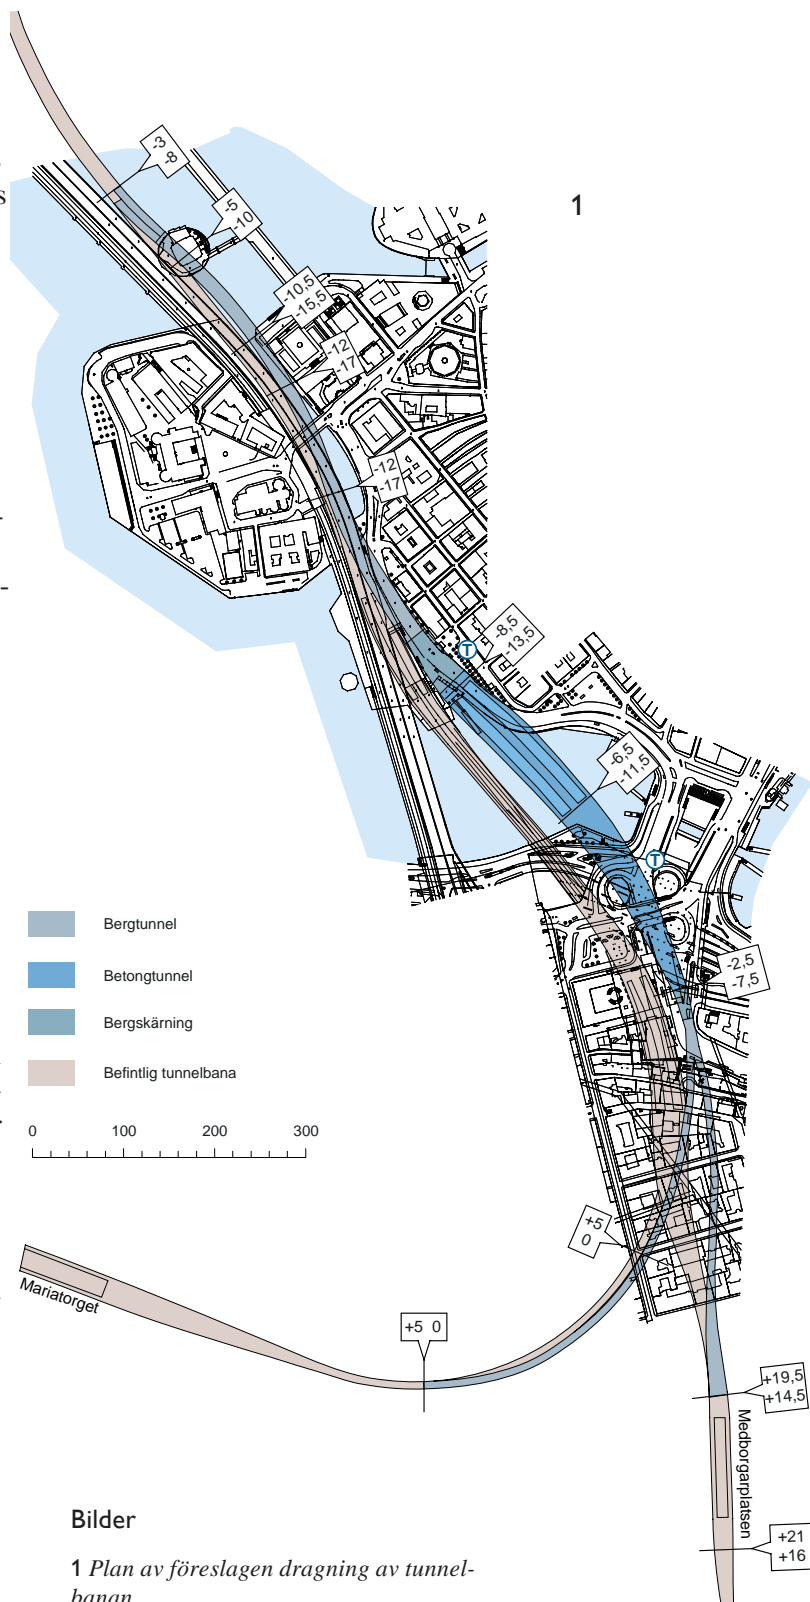 -3
-8
s
-5
-10
1
-10,5
-15,5
-12
-17
-12
-17
-
-
-8,5
-13,5
T
-6,5
-11,5
T
Bergtunnel
Betongtunnel
Bergskärning
Befintlig tunnelbana
-2,5
-7,5
0 100 200 300
+5
0
Mariatorget
+5 0
+19,5
+14,5
Medborgarplatsen
+21
+16
Bilder
1 Plan av föreslagen dragning av tunnel-
banan